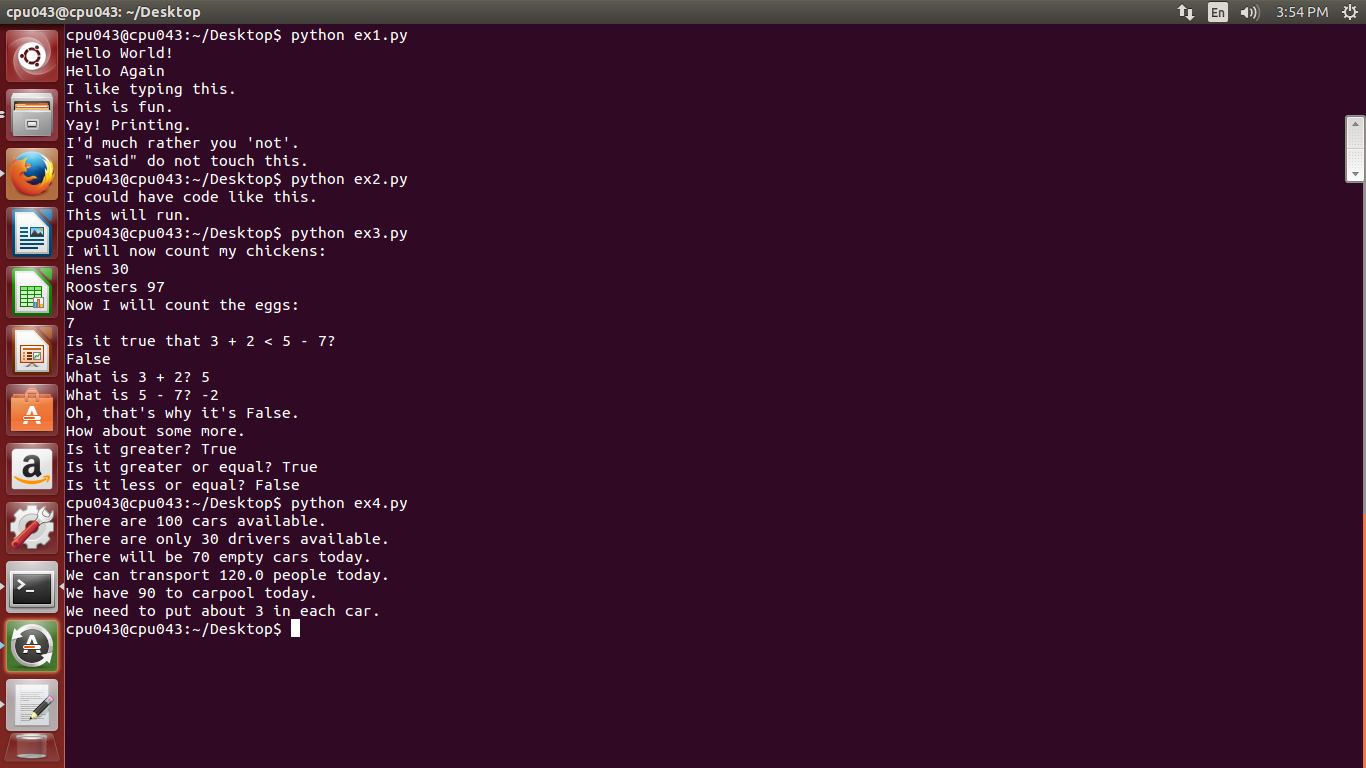 cpu043@cpu043: ~/Desktop
En
3:54 PM
cpu043@cpu043:~/Desktop$ python ex1.py
Hello World!
Hello Again
I like typing this.
This is fun.
Yay! Printing.
I'd much rather you 'not'.
I "said" do not touch this.
cpu043@cpu043:~/Desktop$ python ex2.py
I could have code like this.
This will run.
cpu043@cpu043:~/Desktop$ python ex3.py
I will now count my chickens:
Hens 30
Roosters 97
Now I will count the eggs:
7
Is it true that 3 + 2 < 5 - 7?
False
What is 3 + 2? 5
What is 5 - 7? -2
Oh, that's why it's False.
How about some more.
Is it greater? True
Is it greater or equal? True
Is it less or equal? False
cpu043@cpu043:~/Desktop$ python ex4.py
There are 100 cars available.
There are only 30 drivers available.
There will be 70 empty cars today.
We can transport 120.0 people today.
We have 90 to carpool today.
We need to put about 3 in each car.
cpu043@cpu043:~/Desktop$